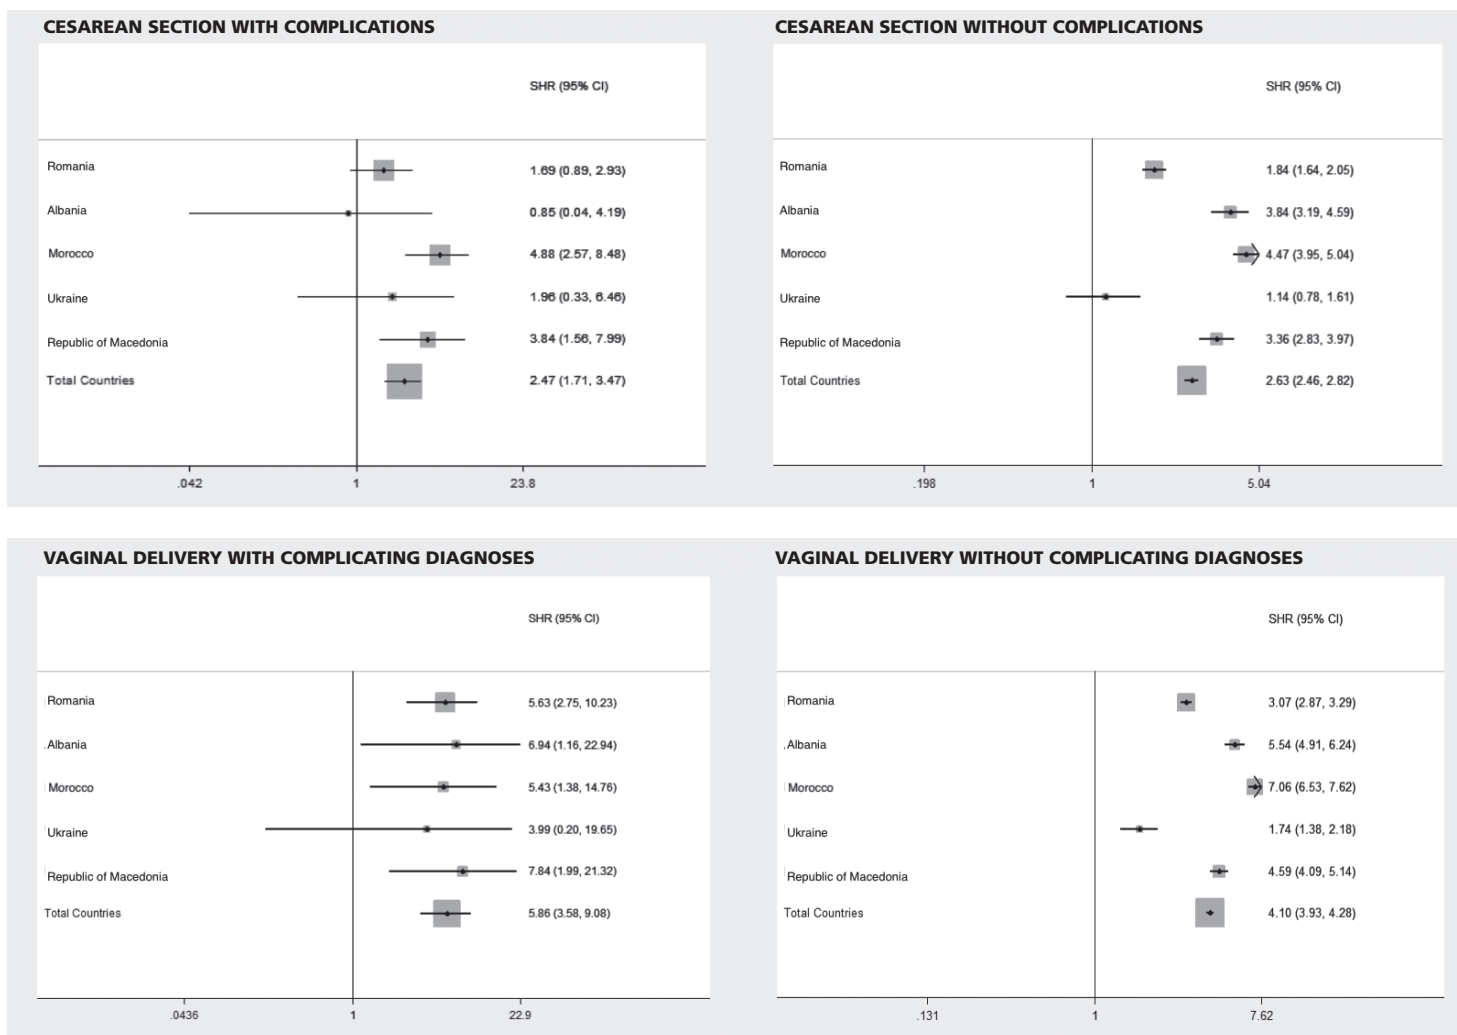 CESAREAN SECTION WITH COMPLICATIONS
SHR (95% CI)
Romania 1.69 (0.89, 2.93)
Albania 0.85 (0.04, 4.19)
Morocco 4.88 (2.57, 8.48)
Ukraine 1.96 (0.33, 6.46)
Republic of Macedonia 3.84 (1.56, 7.99)
Total Countries 2.47 (1.71, 3.47)
.042 1 23.8
CESAREAN SECTION WITHOUT COMPLICATIONS
SHR (95% CI)
Romania 1.84 (1.64, 2.05)
Albania 3.84 (3.19, 4.59)
Morocco 4.47 (3.95, 5.04)
Ukraine 1.14 (0.78, 1.61)
Republic of Macedonia 3.36 (2.83, 3.97)
Total Countries 2.63 (2.46, 2.82)
.198 1 5.04
VAGINAL DELIVERY WITH COMPLICATING DIAGNOSES
SHR (95% CI)
Romania 5.63 (2.75, 10.23)
Albania 6.94 (1.16, 22.94)
Morocco 5.43 (1.38, 14.76)
Ukraine 3.99 (0.20, 19.65)
Republic of Macedonia 7.84 (1.99, 21.32)
Total Countries 5.86 (3.58, 9.08)
.0436 1 22.9
VAGINAL DELIVERY WITHOUT COMPLICATING DIAGNOSES
SHR (95% CI)
Romania 3.07 (2.87, 3.29)
Albania 5.54 (4.91, 6.24)
Morocco 7.06 (6.53, 7.62)
Ukraine 1.74 (1.38, 2.18)
Republic of Macedonia 4.59 (4.09, 5.14)
Total Countries 4.10 (3.93, 4.28)
.131 1 7.62